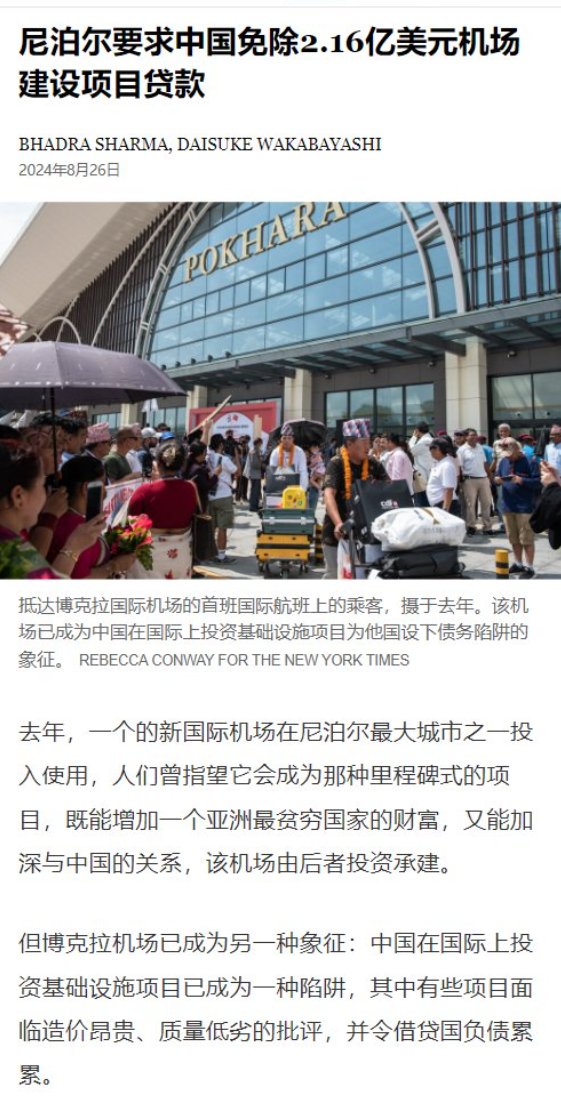 尼泊尔要求中国免除2.16亿美元机场
建设项目贷款
BHADRA SHARMA, DAISUKE WAKABAYASHI
2024年8月26日
POKHARA
抵达博克拉国际机场的首班国际航班上的乘客，摄于去年。该机
场已成为中国在国际上投资基础设施项目为他国设下债务陷阱的
象征。 REBECCA CONWAY FOR THE NEW YORK TIMES
去年，一个的新国际机场在尼泊尔最大城市之一投
入使用，人们曾指望它会成为那种里程碑式的项
目，既能增加一个亚洲最贫穷国家的财富，又能加
深与中国的关系，该机场由后者投资承建。
但博克拉机场已成为另一种象征：中国在国际上投
资基础设施项目已成为一种陷阱，其中有些项目面
临造价昂贵、质量低劣的批评，并令借贷国负债累
累。